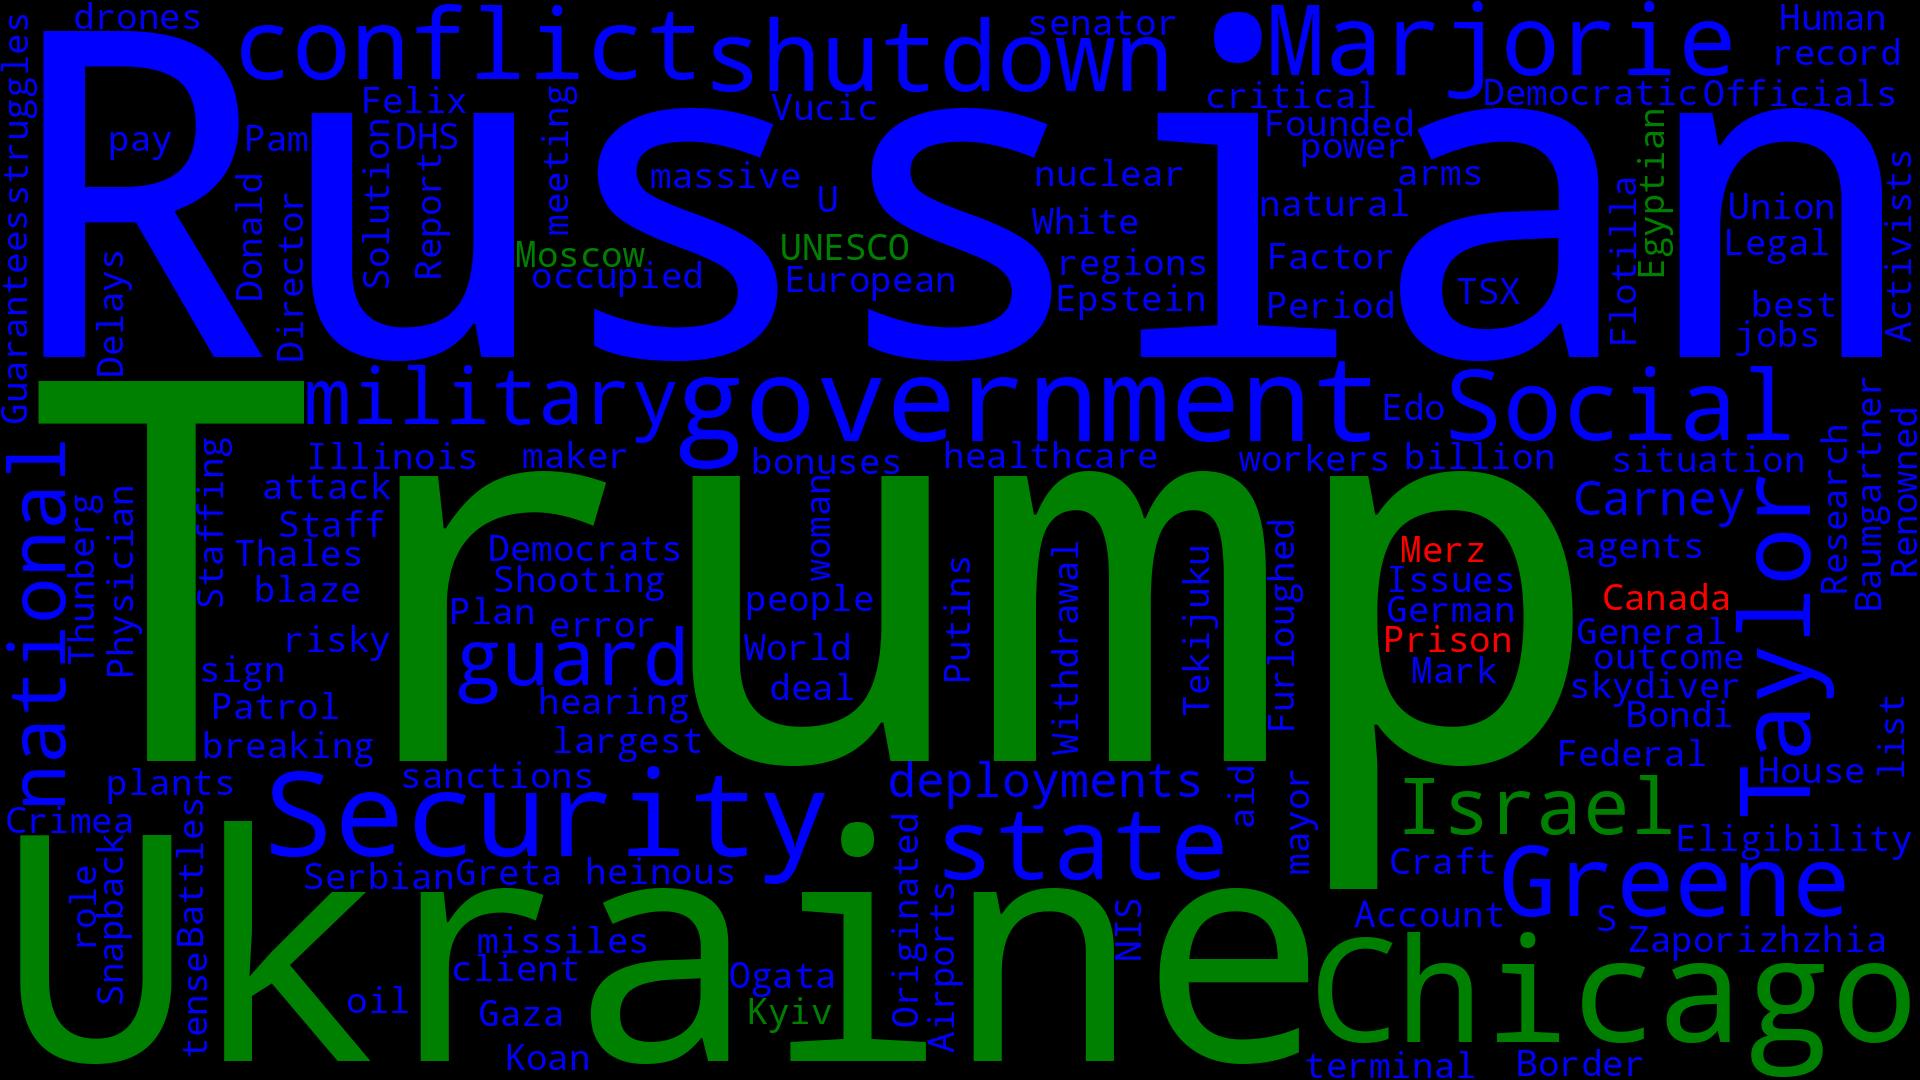 drones
conflict
shutdown
senator
•Marjorie
Human
record
struggles
Russian
Felix
DHS
meeting
Vucic
critical
Democratic
Officials
Founded
power
pay
Pam
Solution
Report
massive
U
nuclear
arms
Egyptian
Activists
Guarantees
Delays
Donald
Director
Moscow
occupied
UNESCO
European
White
regions
Epstein
natural
Factor
Period
TSX
Flotilla
Union
Legal
best
jobs
Trump
military
government
Edo
Social
national
Illinois
maker
bonuses
healthcare
workers
billion
situation
Research
Baumgartner
Renowned
Thunberg
Physician
Staffing
attack
Staff
Thales
blaze
risky
sign
Patrol
breaking
Democrats
Shooting
Plan
error
guard
hearing
largest
woman
people
World
deal
Putins
Withdrawal
Tekijuku
Furloughed
Merz
Issues
German
Prison
Mark
Carney
agents
Canada
General
outcome
skydiver
Bondi
Federal
Taylor
House
list
plants
Crimea
Security
sanctions
deployments
state
aid
mayor
Israel
Eligibility
Ukraine
role
Snapback
Battles
tense
Serbian
Greta
heinous
Craft
Greene
Account
S
Zaporizhzhia
missiles
client
oil
Gaza
Koan
Ogata
Kyiv
Originated
Airports
NIS
Chicago
terminal
Border